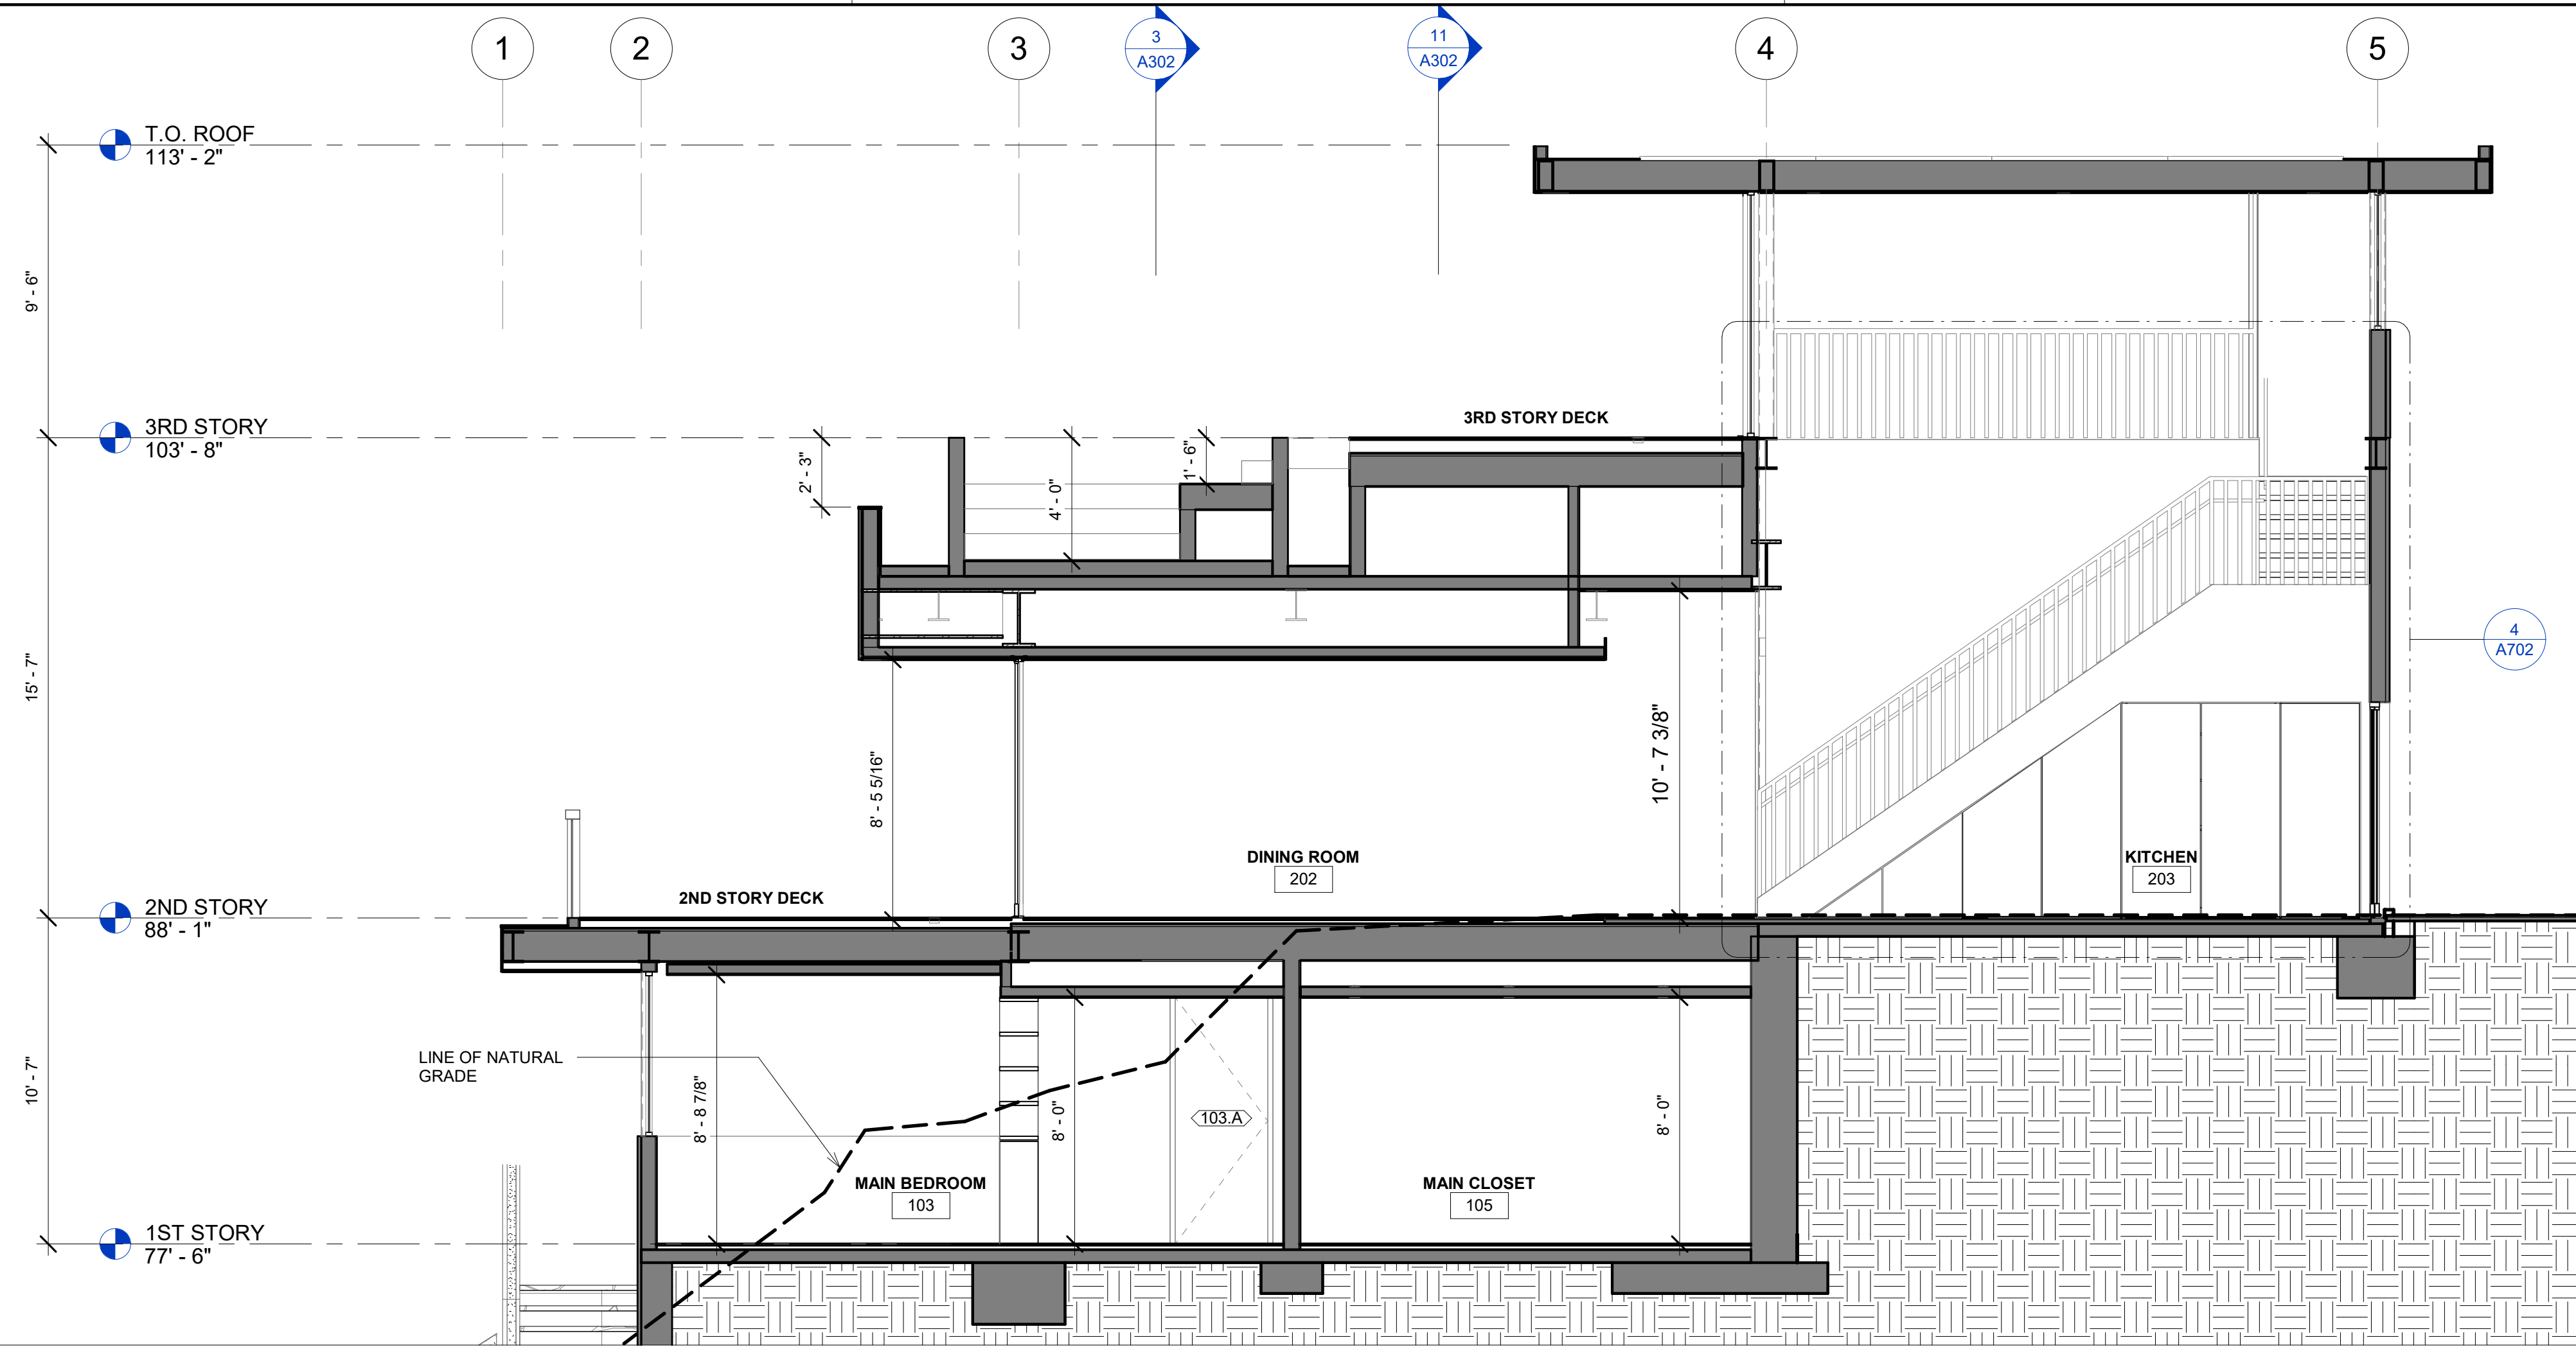 1
2
3
3
A302
11
A302
4
5
T.O. ROOF
113' - 2"
9' - 6"
3RD STORY
103' - 8"
3RD STORY DECK
2' - 3"
4' - 0"
1' - 6"
15' - 7"
4
A702
8' - 5 5/16"
10' - 7 3/8"
DINING ROOM
202
KITCHEN
203
2ND STORY DECK
2ND STORY
88' - 1"
LINE OF NATURAL
GRADE
10' - 7"
8' - 8 7/8"
8' - 0"
103.A
8' - 0"
MAIN BEDROOM
103
MAIN CLOSET
105
1ST STORY
77' - 6"